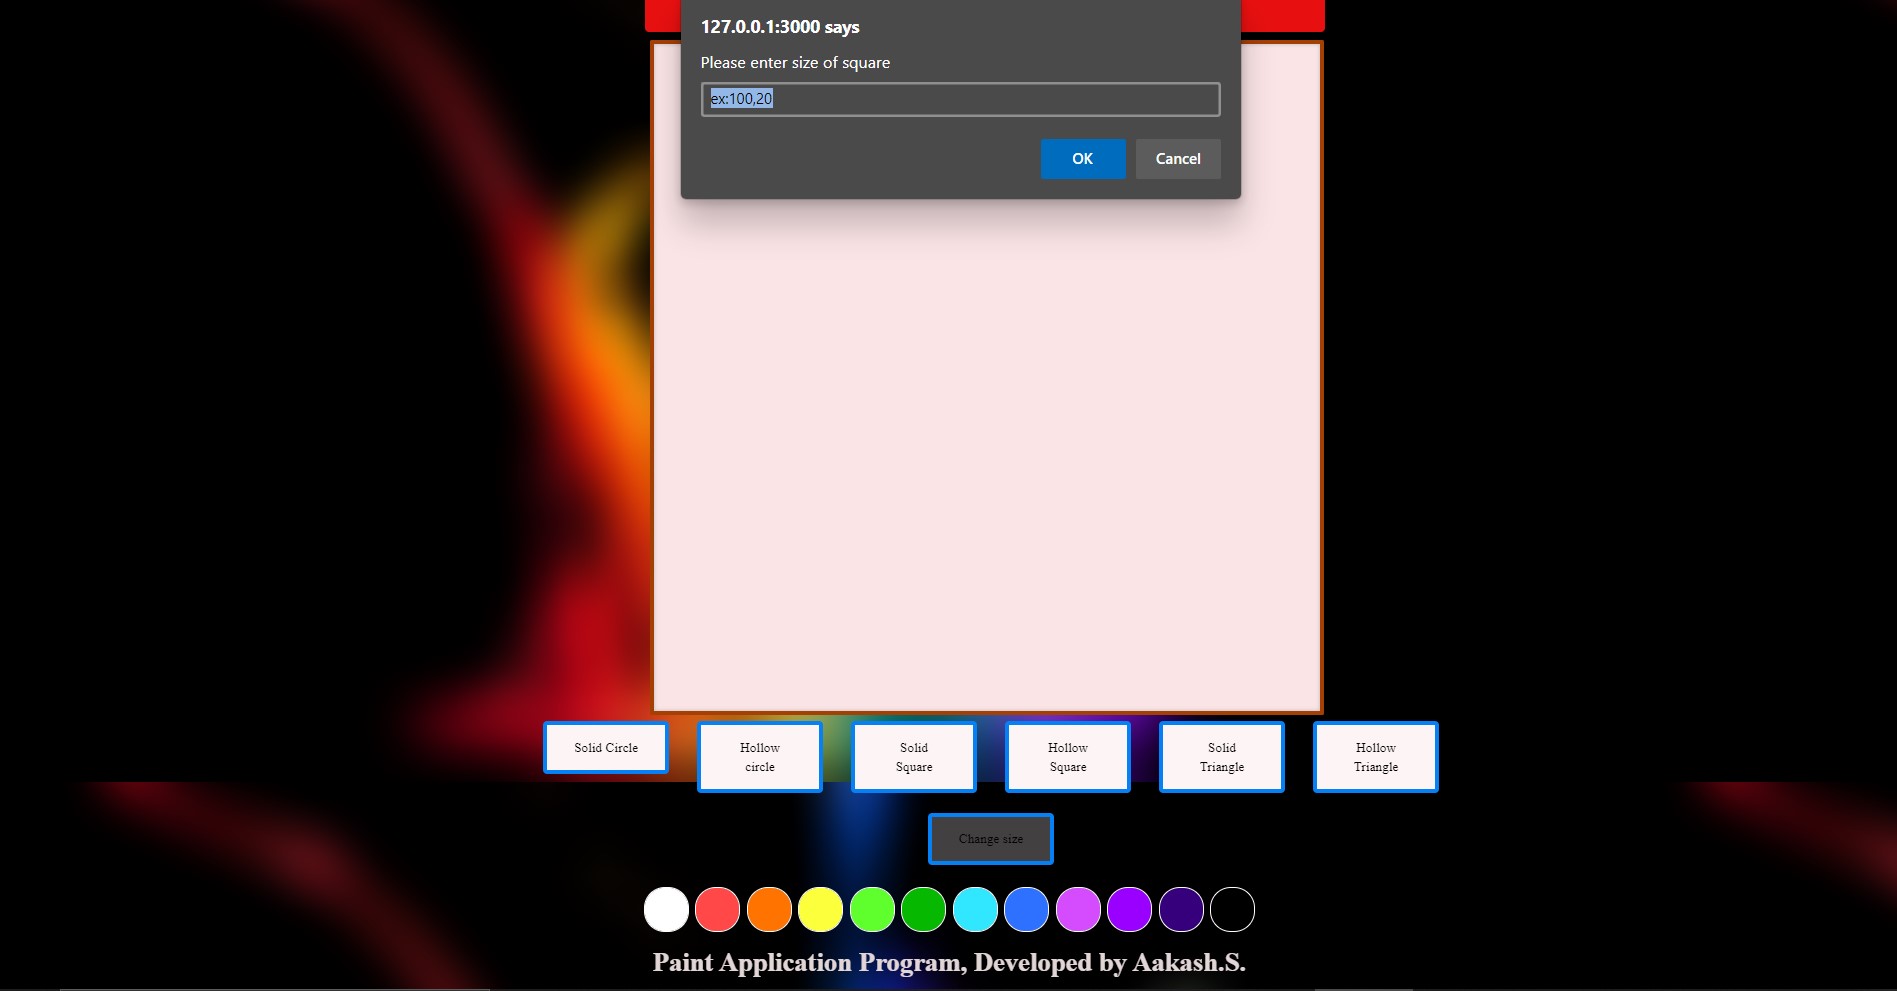 127.0.0.1:3000 says
Please enter size of square
ex:100,20
OK Cancel
Solid Circle
Hollow
circle
Solid
Square
Hollow
Square
Solid
Triangle
Hollow
Triangle
Change size
Paint Application Program, Developed by Aakash.S.